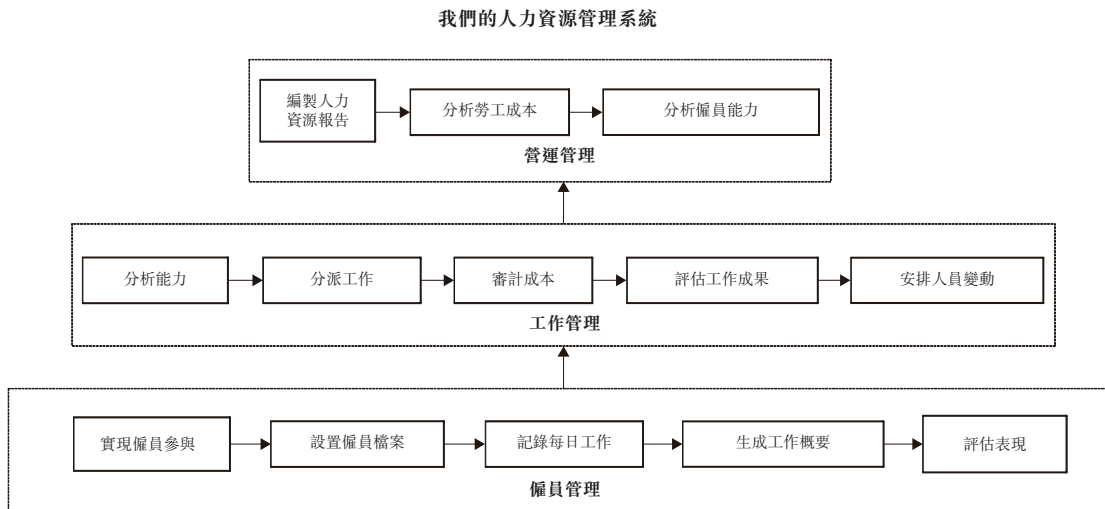 我們的人力資源管理系統
編製人力
資源報告
分析勞工成本
分析僱員能力
營運管理
分析能力
分派工作
審計成本
評估工作成果
安排人員變動
工作管理
實現僱員參與
設置僱員檔案
記錄每日工作
生成工作概要
評估表現
僱員管理